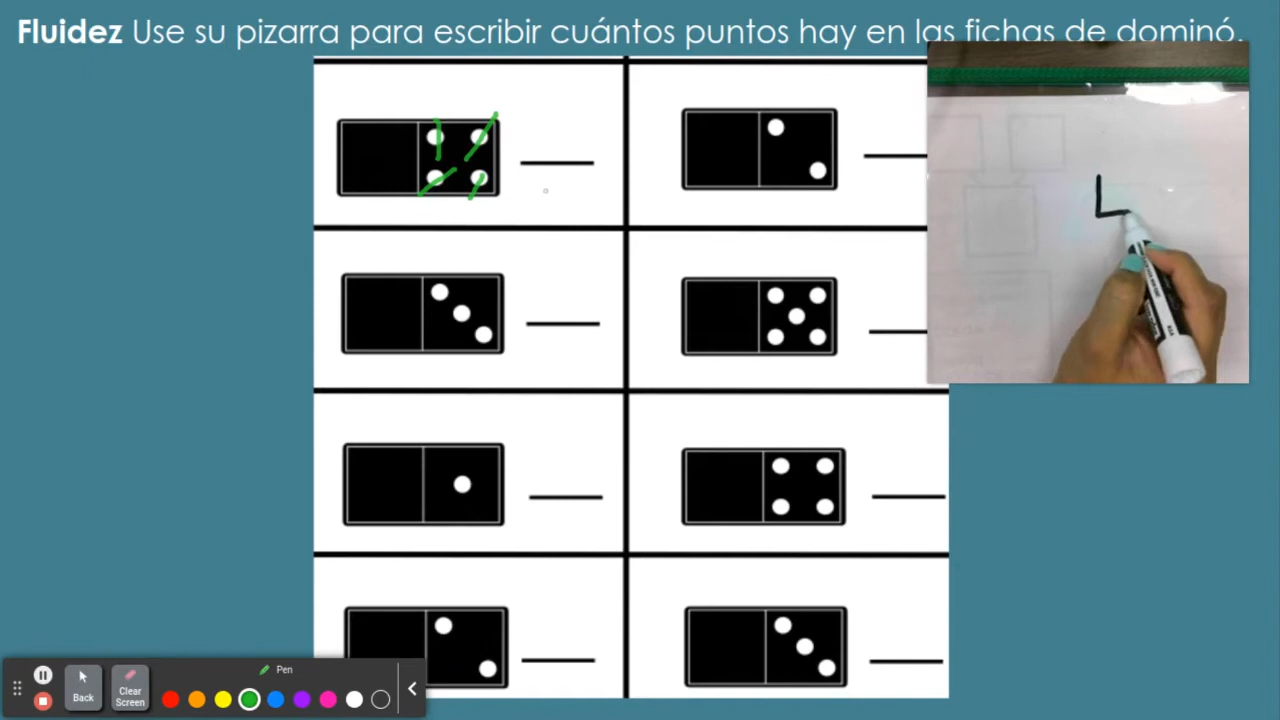 Fluidez Use su pizarra para escribir cuántos puntos hay en las fichas de dominó.
Pen
Back
Clear
Screen